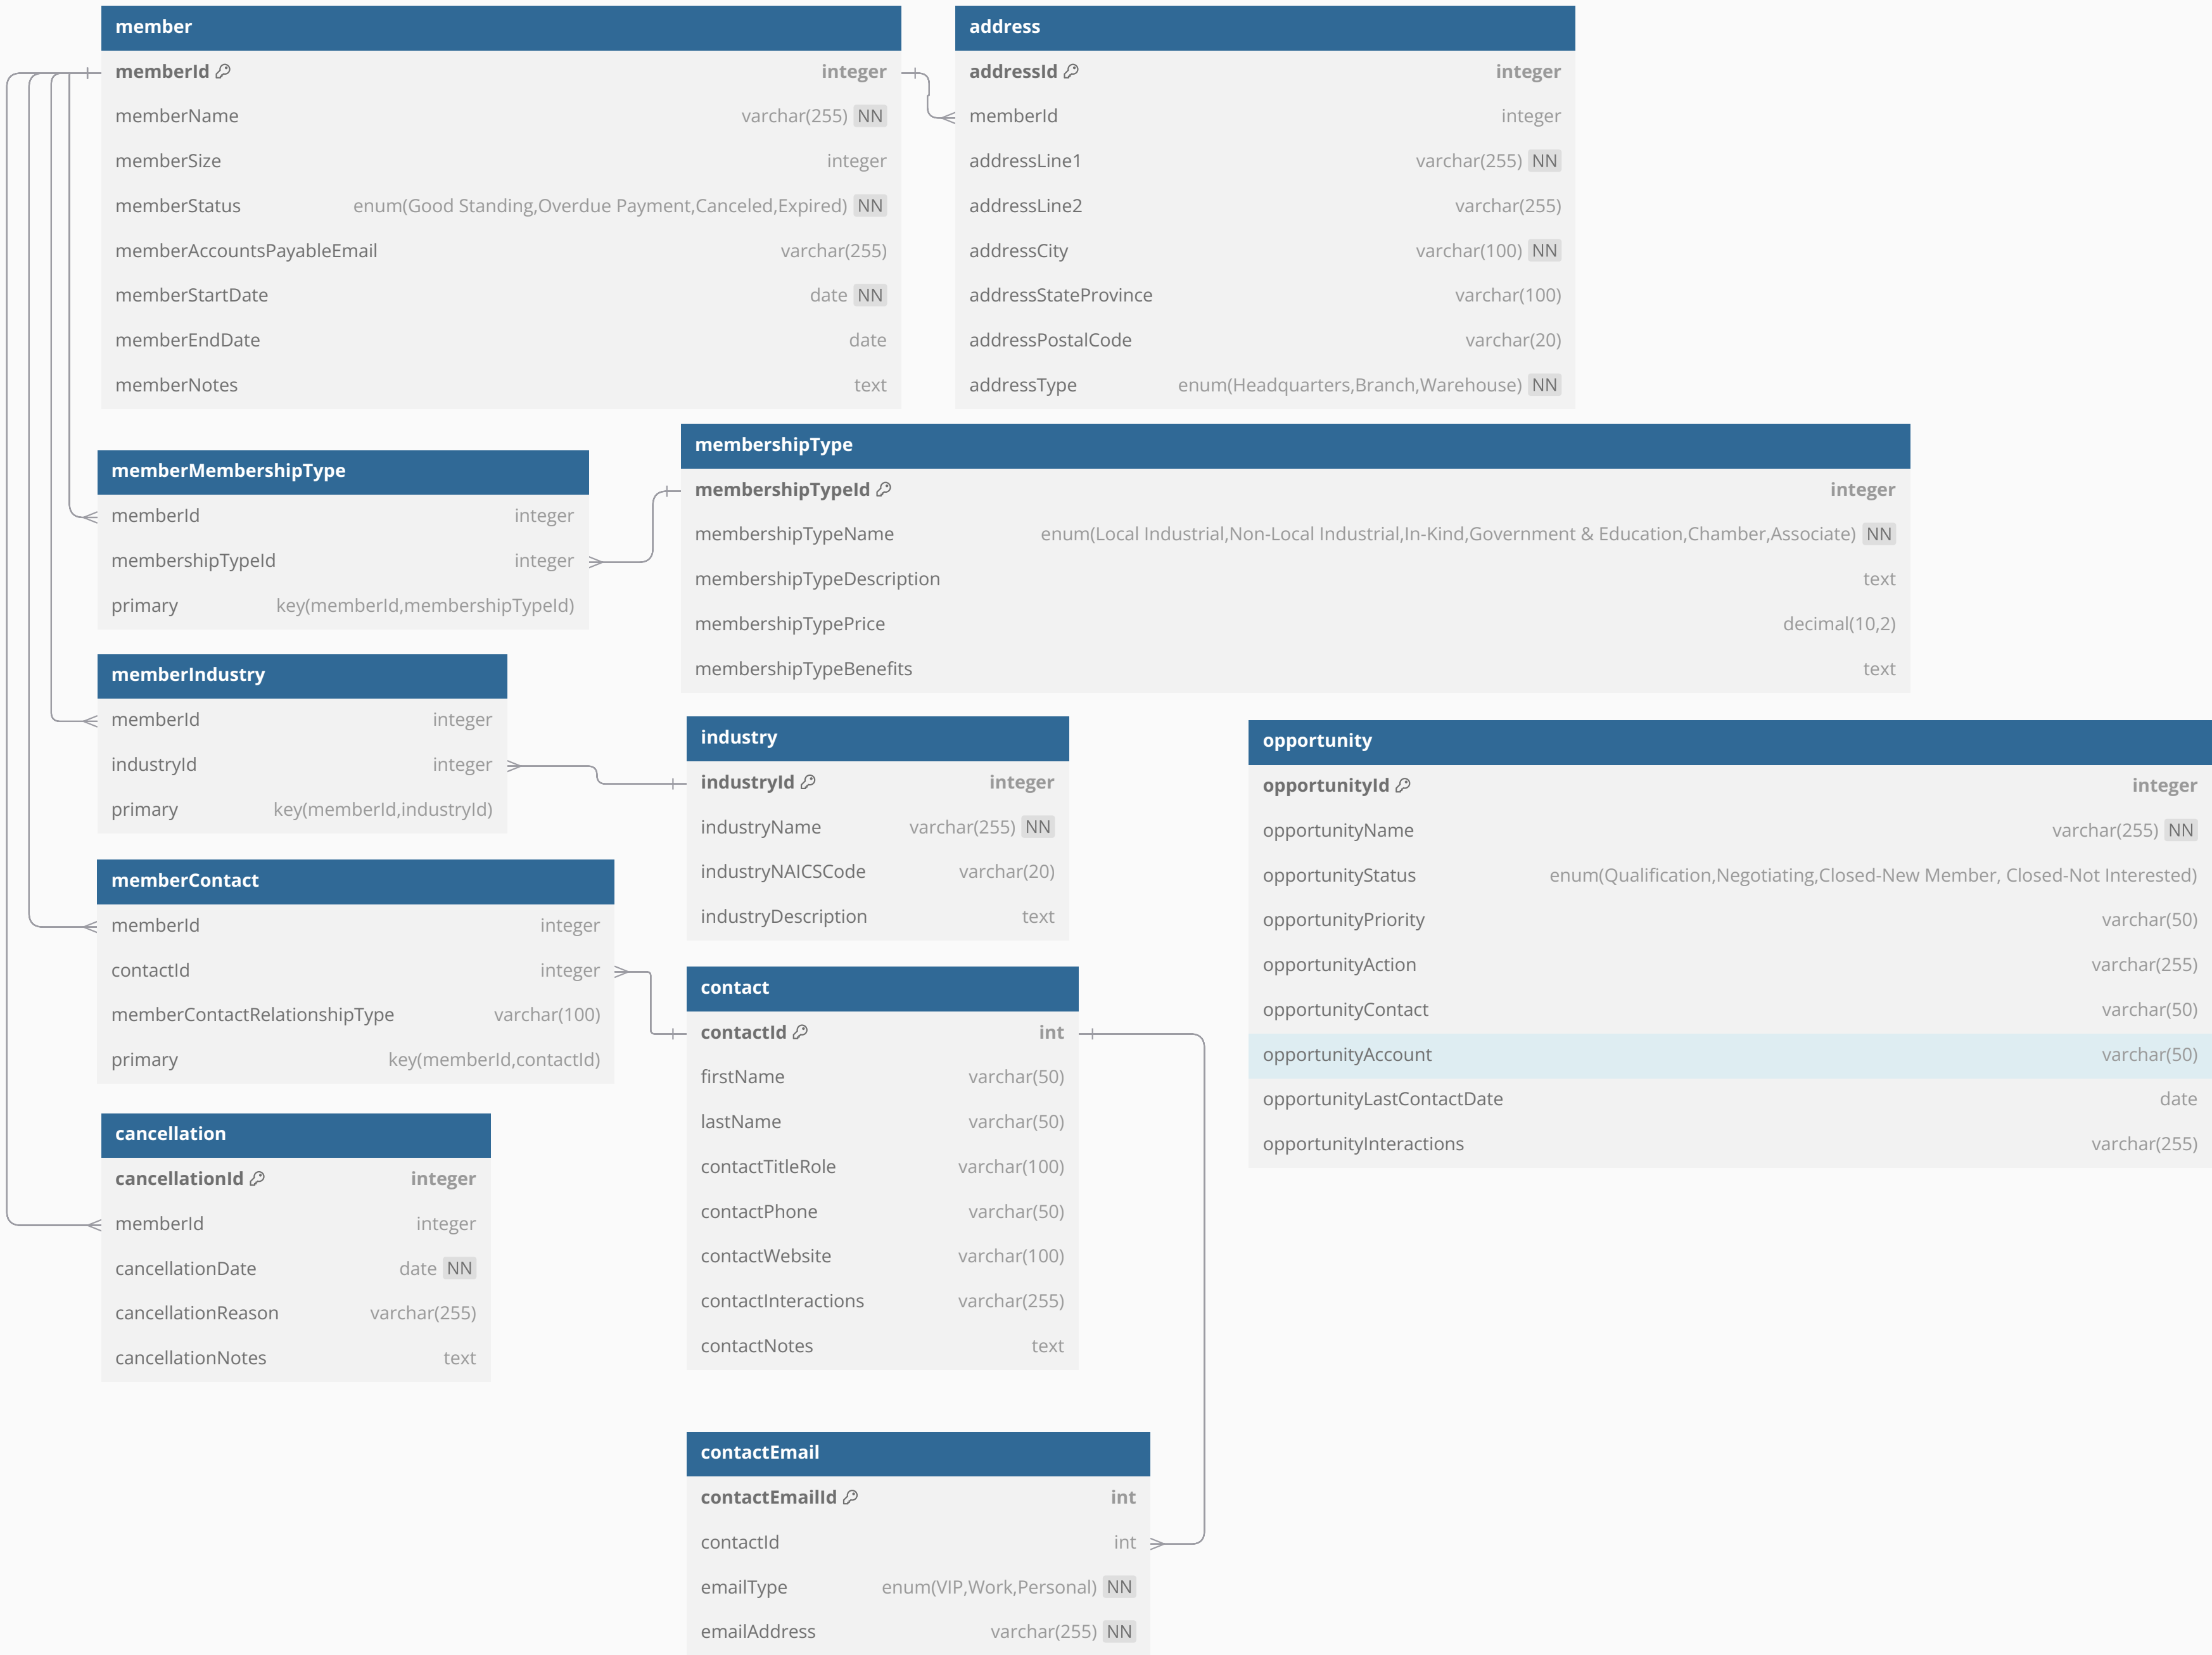 member
memberId integer
memberName varchar(255) NN
memberSize integer
memberStatus enum(Good Standing,Overdue Payment,Canceled,Expired) NN
memberAccountsPayableEmail varchar(255)
memberStartDate date NN
memberEndDate date
memberNotes text
address
addressId integer
memberId integer
addressLine1 varchar(255) NN
addressLine2 varchar(255)
addressCity varchar(100) NN
addressStateProvince varchar(100)
addressPostalCode varchar(20)
addressType enum(Headquarters,Branch,Warehouse) NN
memberMembershipType
memberId integer
membershipTypeId integer
primary key(memberId,membershipTypeId)
membershipType
membershipTypeId integer
membershipTypeName enum(Local Industrial,Non-Local Industrial,In-Kind,Government & Education,Chamber,Associate) NN
membershipTypeDescription text
membershipTypePrice decimal(10,2)
membershipTypeBenefits text
memberIndustry
memberId integer
industryId integer
primary key(memberId,industryId)
industry
industryId integer
industryName varchar(255) NN
industryNAICSCode varchar(20)
industryDescription text
opportunity
opportunityId integer
opportunityName varchar(255) NN
opportunityStatus enum(Qualification,Negotiating,Closed-New Member, Closed-Not Interested)
opportunityPriority varchar(50)
opportunityAction varchar(255)
opportunityContact varchar(50)
opportunityAccount varchar(50)
opportunityLastContactDate date
opportunityInteractions varchar(255)
memberContact
memberId integer
contactId integer
memberContactRelationshipType varchar(100)
primary key(memberId,contactId)
contact
contactId int
firstName varchar(50)
lastName varchar(50)
contactTitleRole varchar(100)
contactPhone varchar(50)
contactWebsite varchar(100)
contactInteractions varchar(255)
contactNotes text
cancellation
cancellationId integer
memberId integer
cancellationDate date NN
cancellationReason varchar(255)
cancellationNotes text
contactEmail
contactEmailId int
contactId int
emailType enum(VIP,Work,Personal) NN
emailAddress varchar(255) NN